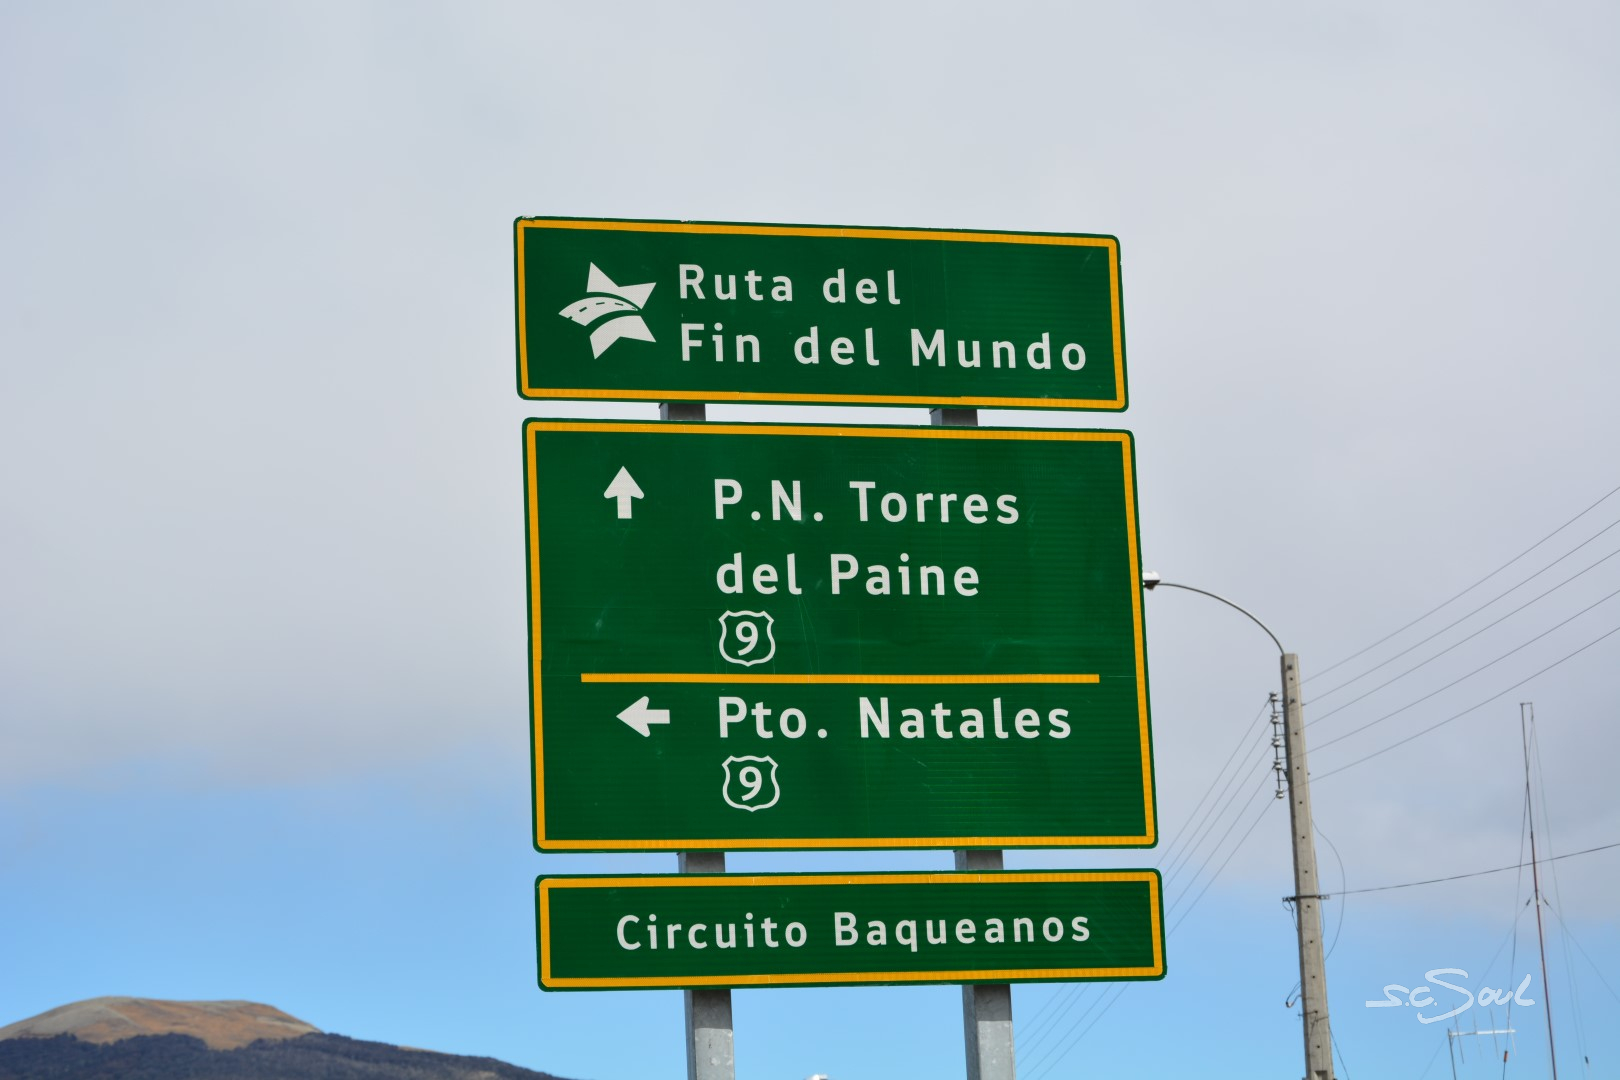 Ruta del
Fin del Mundo
P.N. Torres
del Paine
9
Pto. Natales
9
Circuito Baqueanos
s.c.Soul